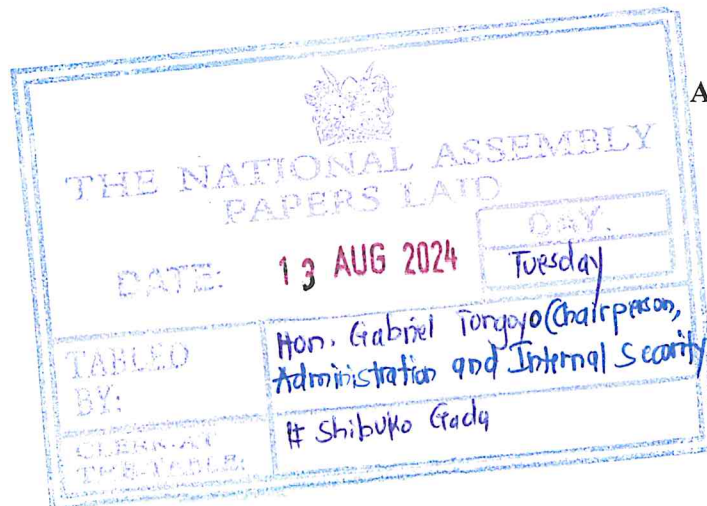 A
THE NATIONAL ASSEMBLY
PAPERS LAID
DATE: 13 AUG 2024
DAY.
Tuesday
TABLED BY:
Hon. Gabriel Tongoyo (Chairperson,
Administration and Internal Security
CLERK-AT
THE-TABLE:
# Shibuko Gada